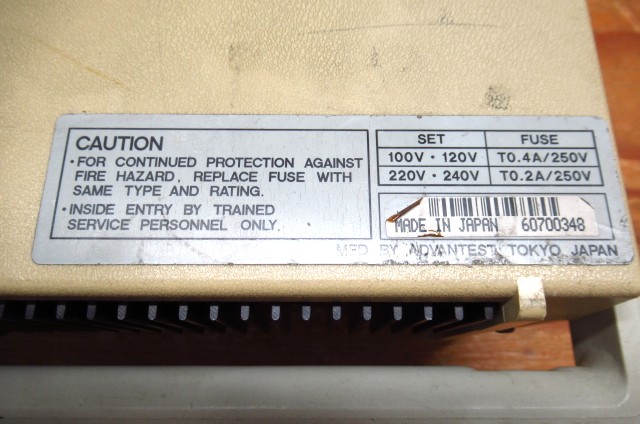 CAUTION
·FOR CONTINUED PROTECTION AGAINST
FIRE HAZARD, REPLACE FUSE WITH
SAME TYPE AND RATING.
·INSIDE ENTRY BY TRAINED
SERVICE PERSONNEL ONLY.
SET FUSE
100V · 120V T0.4A/250V
220V · 240V T0.2A/250V
MADE IN JAPAN 60700348
MFD BY ADVANTEST TOKYO JAPAN